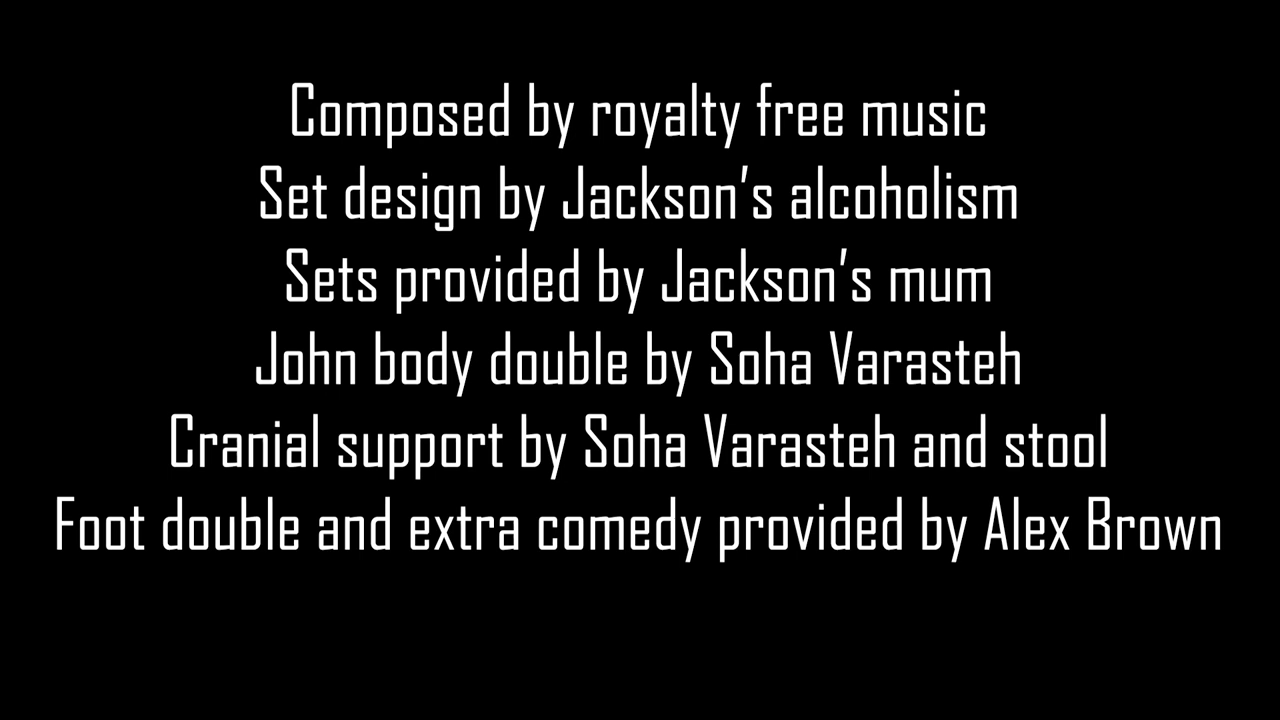 Composed by royalty free music
Set design by Jackson’s alcoholism
Sets provided by Jackson’s mum
John body double by Soha Varasteh
Cranial support by Soha Varasteh and stool
Foot double and extra comedy provided by Alex Brown